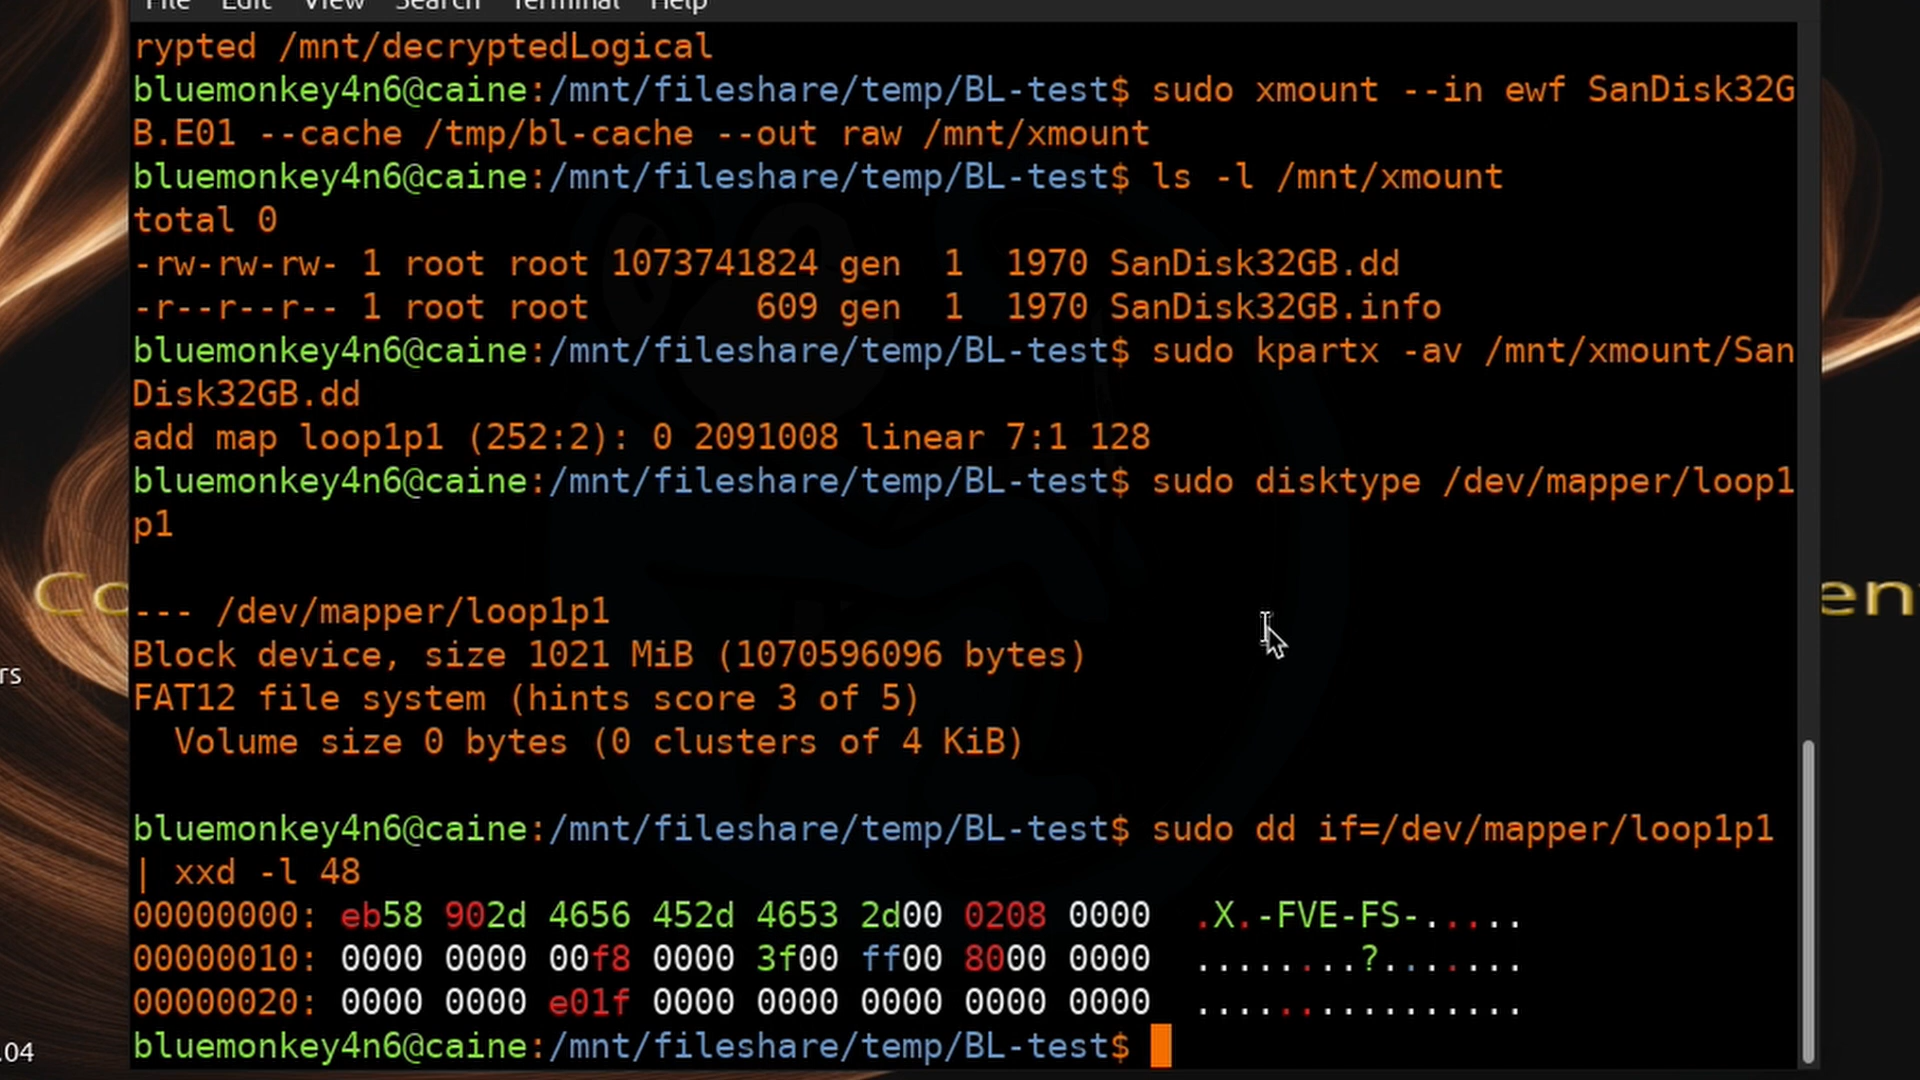 File Edit View Search Terminal Help
rypted /mnt/decryptedLogical
bluemonkey4n6@caine:/mnt/fileshare/temp/BL-test$ sudo xmount --in ewf SanDisk32G
B.E01 --cache /tmp/bl-cache --out raw /mnt/xmount
bluemonkey4n6@caine:/mnt/fileshare/temp/BL-test$ ls -l /mnt/xmount
total 0
-rw-rw-rw- 1 root root 1073741824 gen  1  1970 SanDisk32GB.dd
-r--r--r-- 1 root root        609 gen  1  1970 SanDisk32GB.info
bluemonkey4n6@caine:/mnt/fileshare/temp/BL-test$ sudo kpartx -av /mnt/xmount/San
Disk32GB.dd
add map loop1p1 (252:2): 0 2091008 linear 7:1 128
bluemonkey4n6@caine:/mnt/fileshare/temp/BL-test$ sudo disktype /dev/mapper/loop1
p1
--- /dev/mapper/loop1p1
Block device, size 1021 MiB (1070596096 bytes)
FAT12 file system (hints score 3 of 5)
  Volume size 0 bytes (0 clusters of 4 KiB)
bluemonkey4n6@caine:/mnt/fileshare/temp/BL-test$ sudo dd if=/dev/mapper/loop1p1
| xxd -l 48
00000000: eb58 902d 4656 452d 4653 2d00 0208 0000  .X.-FVE-FS-.....
00000010: 0000 0000 00f8 0000 3f00 ff00 8000 0000  ........?.......
00000020: 0000 0000 e01f 0000 0000 0000 0000 0000  ................
bluemonkey4n6@caine:/mnt/fileshare/temp/BL-test$
Co
en
rs
.04